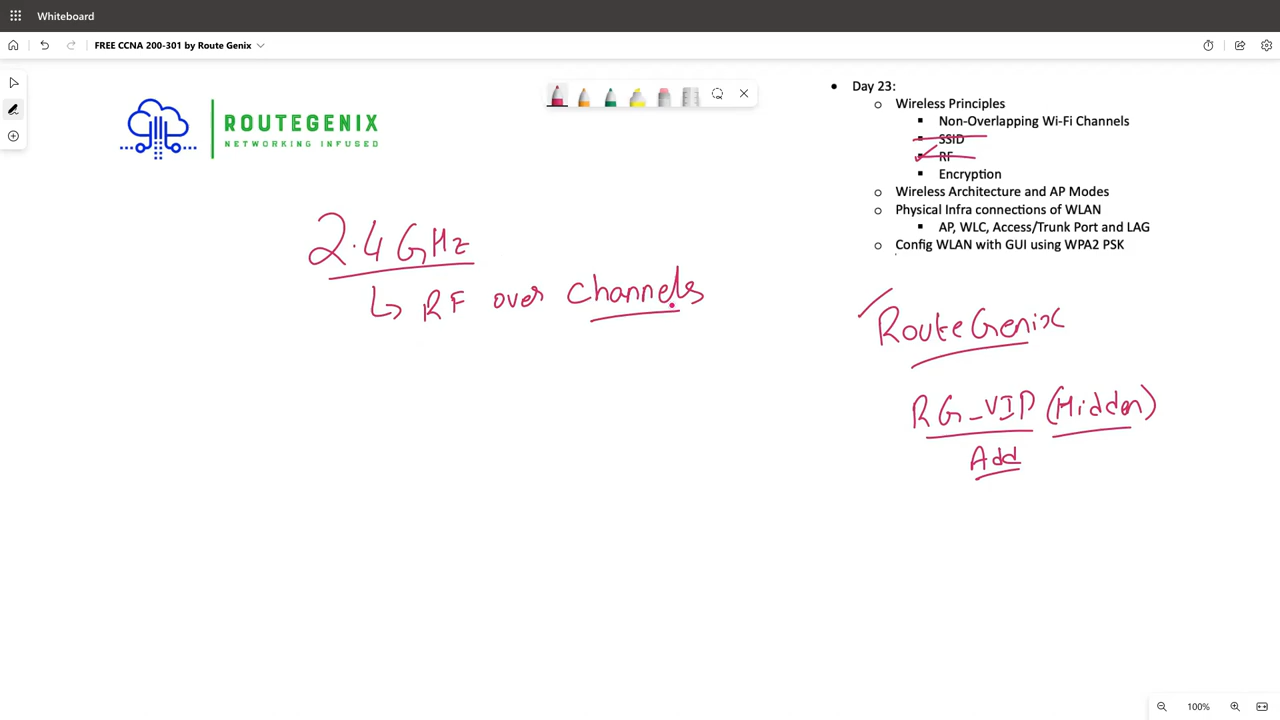 Whiteboard
FREE CCNA 200-301 by Route Genix
ROUTEGENIX
NETWORKING INFUSED
Day 23:
Wireless Principles
Non-Overlapping Wi-Fi Channels
SSID
RF
Encryption
Wireless Architecture and AP Modes
Physical Infra connections of WLAN
AP, WLC, Access/Trunk Port and LAG
Config WLAN with GUI using WPA2 PSK
2.4 GHz
RF over Channels
RouteGenix
RG_VIP (Hidden)
Add
100%